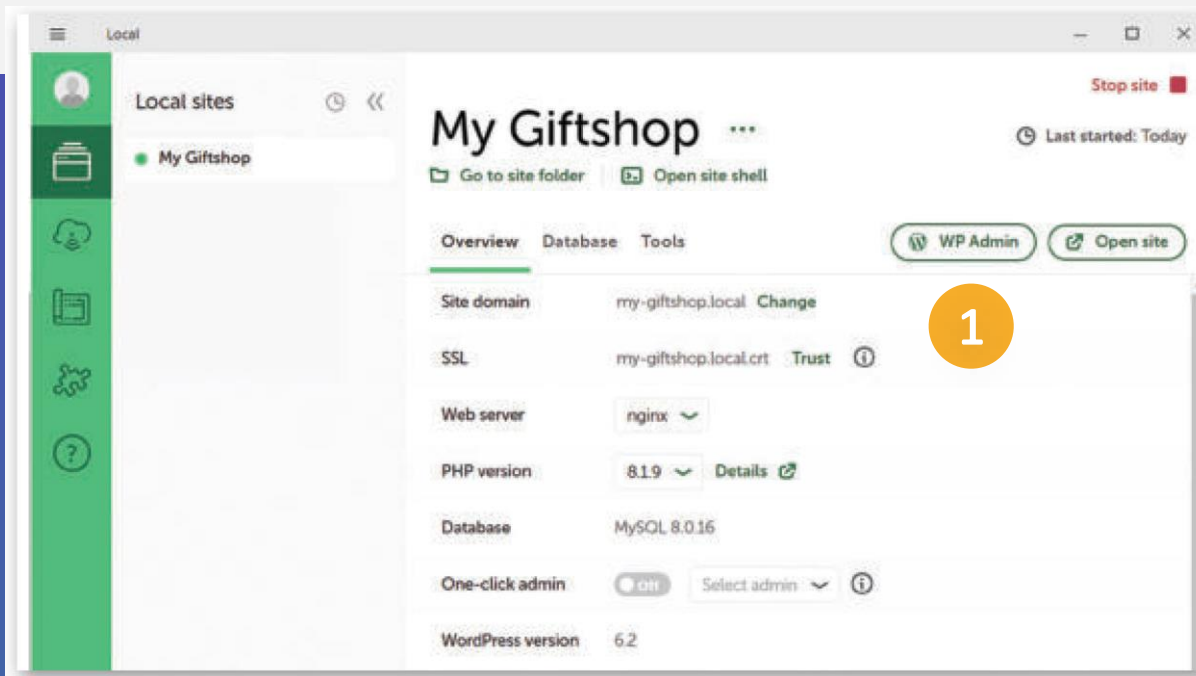 Local
Local sites
My Giftshop
Stop site
My Giftshop ...
Last started: Today
Go to site folder Open site shell
Overview Database Tools WP Admin Open site
Site domain my-giftshop.local Change
1
SSL my-giftshop.local.crt Trust
Web server nginx
PHP version 8.1.9 Details
Database MySQL 8.0.16
One-click admin Off Select admin
WordPress version 6.2